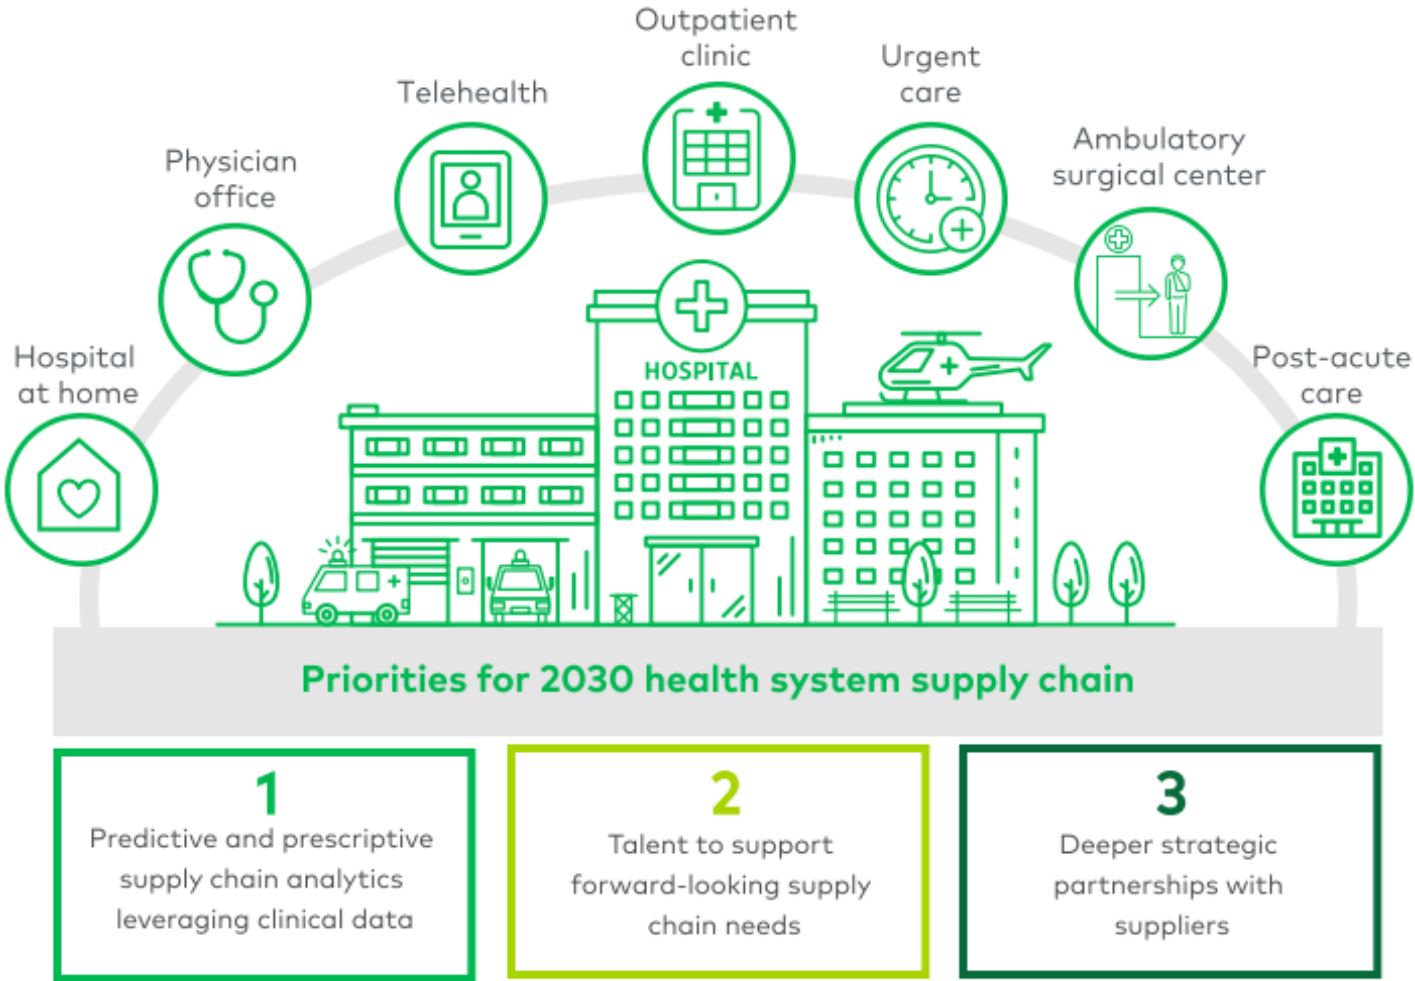 Outpatient
clinic
Urgent
care
Telehealth
Ambulatory
surgical center
Physician
office
Hospital
at home
Post-acute
care
HOSPITAL
Priorities for 2030 health system supply chain
1
Predictive and prescriptive
supply chain analytics
leveraging clinical data
2
Talent to support
forward-looking supply
chain needs
3
Deeper strategic
partnerships with
suppliers